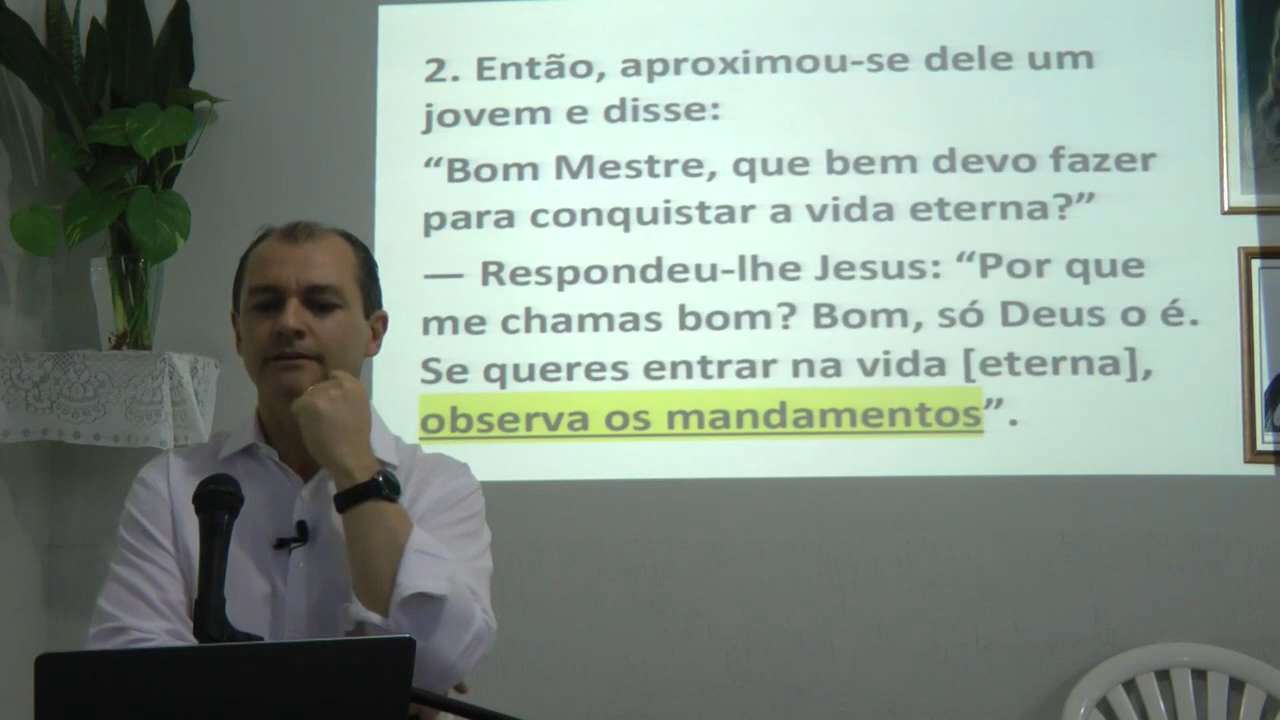 2. Então, aproximou-se dele um
jovem e disse:
“Bom Mestre, que bem devo fazer
para conquistar a vida eterna?”
— Respondeu-lhe Jesus: “Por que
me chamas bom? Bom, só Deus o é.
Se queres entrar na vida [eterna],
observa os mandamentos”.